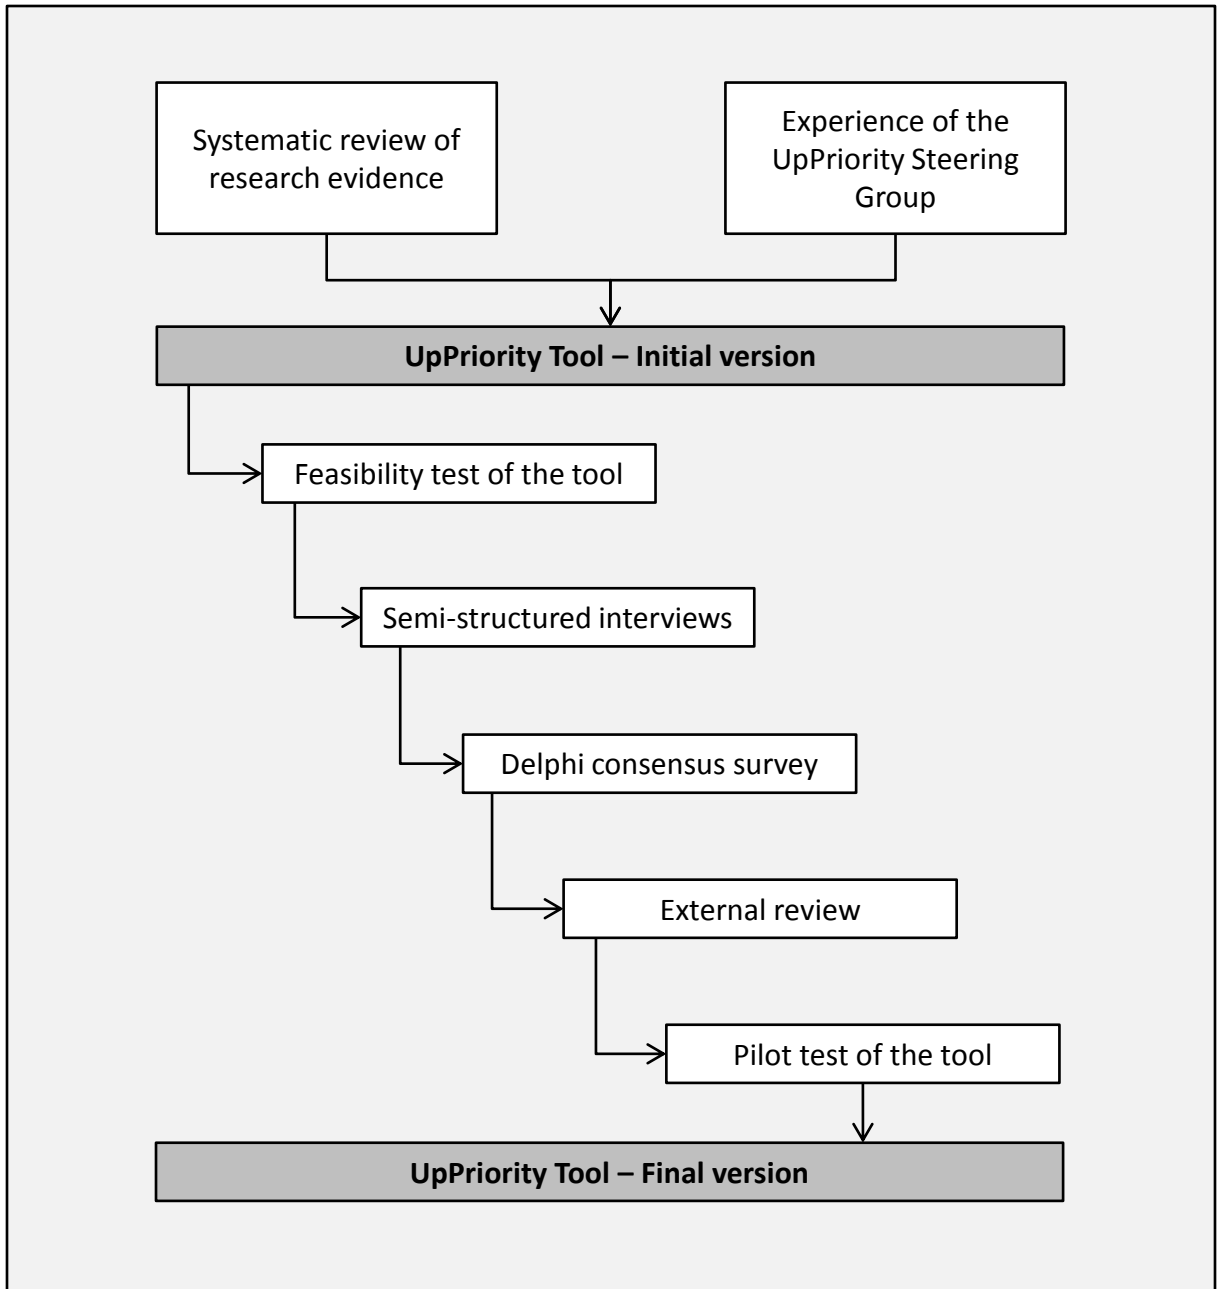 Systematic review of
research evidence
Experience of the
UpPriority Steering
Group
UpPriority Tool – Initial version
Feasibility test of the tool
Semi-structured interviews
Delphi consensus survey
External review
Pilot test of the tool
UpPriority Tool – Final version